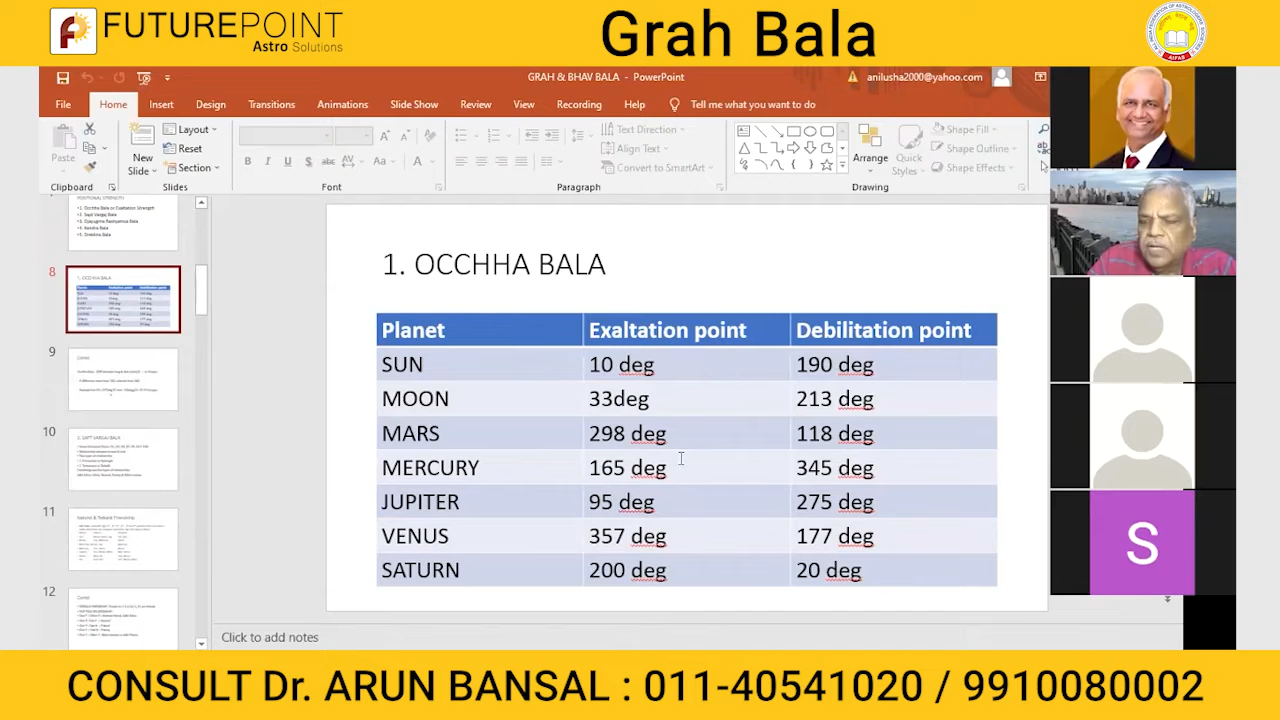 FUTUREPOINT
Astro Solutions
Grah Bala
GRAH & BHAV BALA - PowerPoint
anilusha2000@yahoo.com
File Home Insert Design Transitions Animations Slide Show Review View Recording Help Tell me what you want to do
Paste
New Slide
Layout
Reset
Section
B I U S abc AV Aa A
Text Direction
Align Text
Convert to SmartArt
Arrange
Quick Styles
Shape Fill
Shape Outline
Shape Effects
Clipboard Slides Font Paragraph Drawing
8
9
10
11
12
1. OCCHHA BALA
Planet Exaltation point Debilitation point
SUN 10 deg 190 deg
MOON 33deg 213 deg
MARS 298 deg 118 deg
MERCURY 165 deg 345 deg
JUPITER 95 deg 275 deg
VENUS 357 deg 177 deg
SATURN 200 deg 20 deg
S
Click to add notes
CONSULT Dr. ARUN BANSAL : 011-40541020 / 9910080002